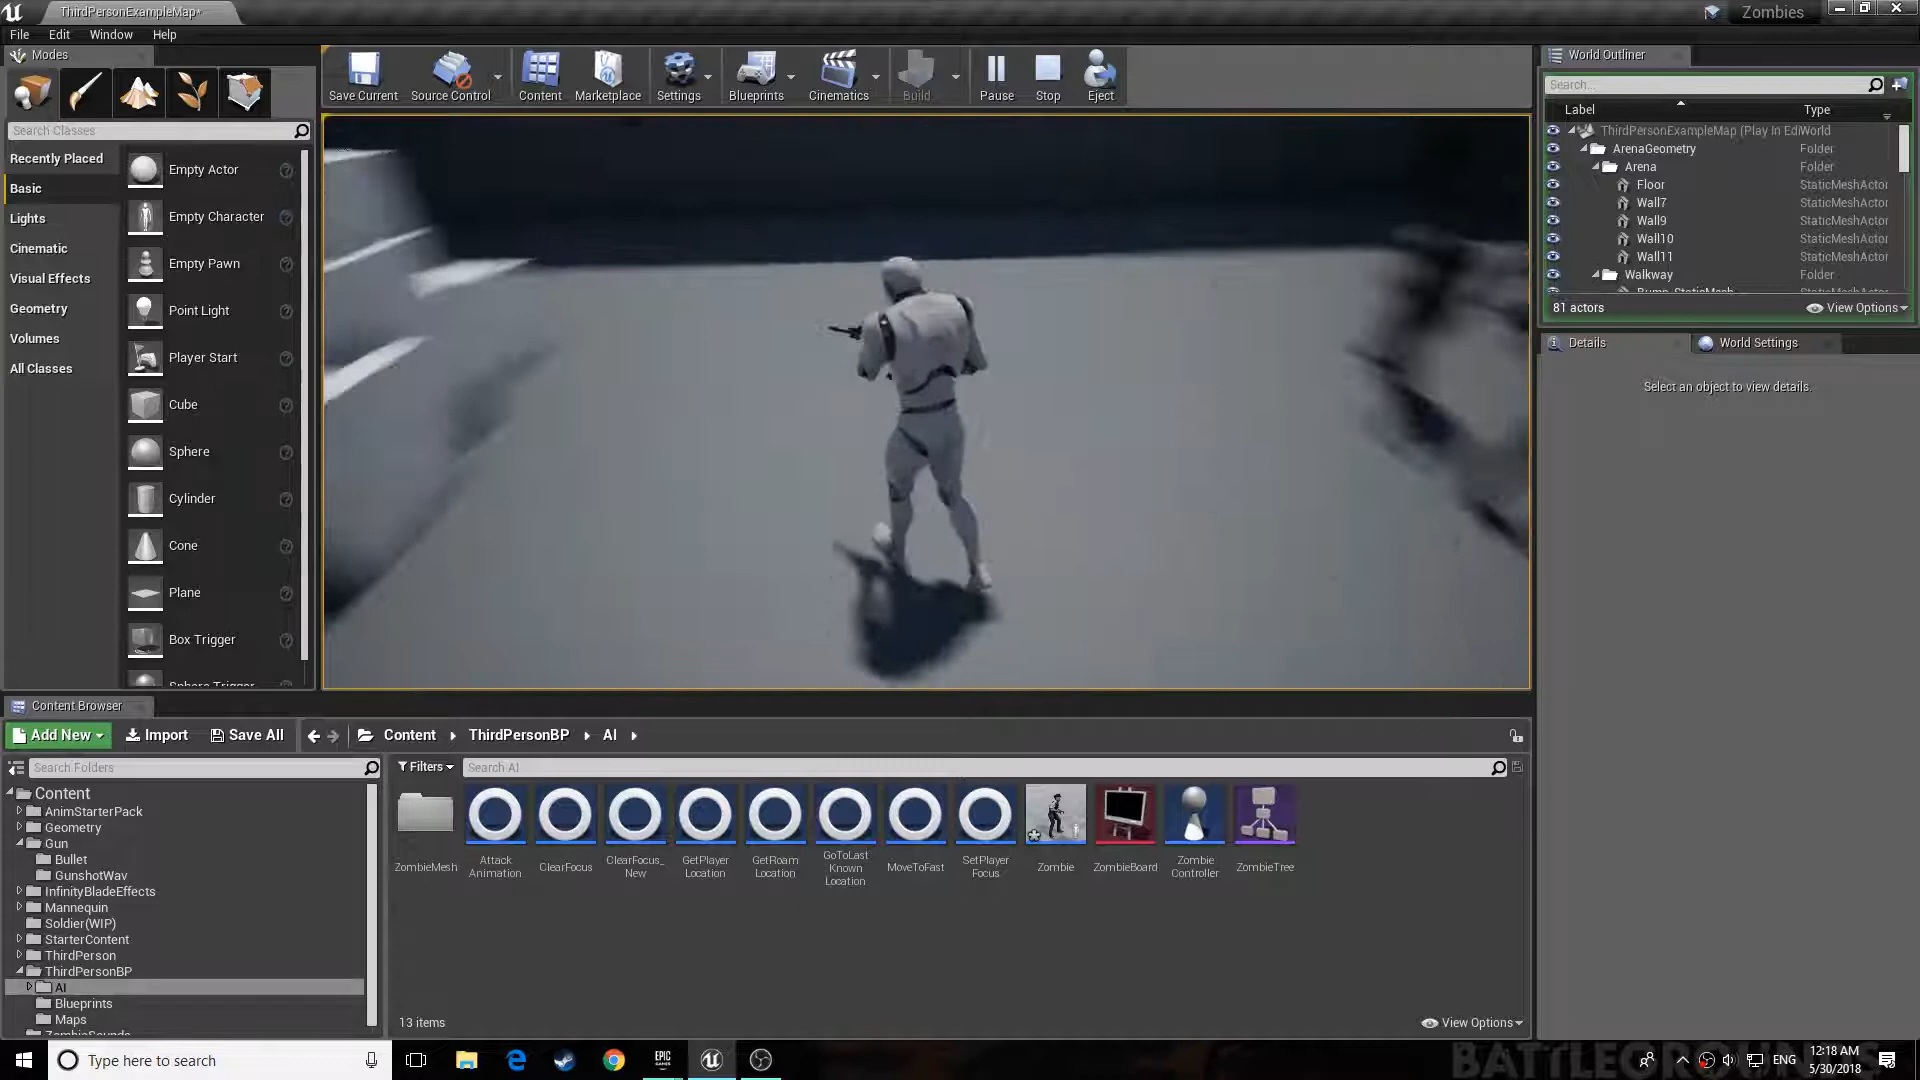 ThirdPersonExampleMap*
Zombies
File Edit Window Help
Modes
Search Classes
Recently Placed
Basic
Lights
Cinematic
Visual Effects
Geometry
Volumes
All Classes
Empty Actor
Empty Character
Empty Pawn
Point Light
Player Start
Cube
Sphere
Cylinder
Cone
Plane
Box Trigger
Sphere Trigger
Save Current Source Control Content Marketplace Settings Blueprints Cinematics Build Pause Stop Eject
World Outliner
Search...
Label Type
ThirdPersonExampleMap (Play In Edi World
ArenaGeometry Folder
Arena Folder
Floor StaticMeshActor
Wall7 StaticMeshActor
Wall9 StaticMeshActor
Wall10 StaticMeshActor
Wall11 StaticMeshActor
Walkway Folder
Bump_StaticMesh
81 actors View Options
Details World Settings
Select an object to view details.
Content Browser
Add New Import Save All Content ThirdPersonBP AI
Search Folders
Filters Search AI
Content
AnimStarterPack
Geometry
Gun
Bullet
GunshotWav
InfinityBladeEffects
Mannequin
Soldier(WIP)
StarterContent
ThirdPerson
ThirdPersonBP
AI
Blueprints
Maps
ZombieSounds
ZombieMesh
Attack
Animation
ClearFocus
ClearFocus_
New
GetPlayer
Location
GetRoam
Location
GoToLast
Known
Location
MoveToFast
SetPlayer
Focus
Zombie
ZombieBoard
Zombie
Controller
ZombieTree
13 items View Options
Type here to search
EPIC
GAMES
ENG
12:18 AM
5/30/2018
BATTLEGROUNDS